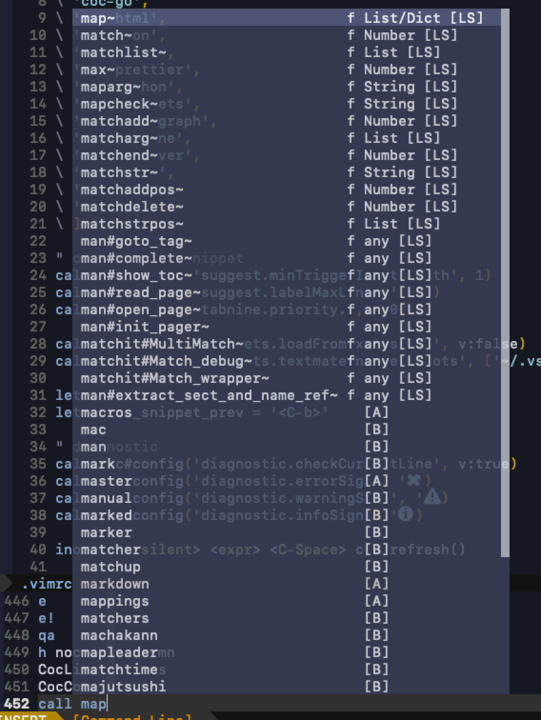 8 \ 'coc-go',
9 'map~html', f List/Dict [LS]
10 \ match~on', f Number [LS]
11 \ matchlist~, f List [LS]
12 \ max~prettier', f Number [LS]
13 \ maparg~hon', f String [LS]
14 \ mapcheck~ets', f String [LS]
15 \ matchadd~graph', f Number [LS]
16 \ matcharg~ne', f List [LS]
17 \ matchend~ver', f Number [LS]
18 \ matchstr~', f String [LS]
19 \ matchaddpos~ f Number [LS]
20 \ matchdelete~ f Number [LS]
21 \ matchstrpos~ f List [LS]
22 man#goto_tag~ f any [LS]
23 " man#complete~nippet f any [LS]
24 cal man#show_toc~'suggest.minTrigge f any [LS]th', 1)
25 cal man#read_page~suggest.labelMaxL f any [LS])
26 cal man#open_page~tabnine.priority. f any [LS]
27 man#init_pager~ f any [LS]
28 cal matchit#MultiMatch~ets.loadFrom f any [LS]', v:false)
29 cal matchit#Match_debug~ts.textmate f any [LS]ots', ['~/.vs
30 matchit#Match_wrapper~ f any [LS]
31 let man#extract_sect_and_name_ref~ f any [LS]
32 let macros_snippet_prev = '<C-b>' [A]
33 mac [B]
34 " man nostic [B]
35 cal mark c#config('diagnostic.checkCur [B]tLine', v:true)
36 cal master config('diagnostic.errorSig [A] '✖')
37 cal manual config('diagnostic.warningS [B]', '⚠')
38 cal marked config('diagnostic.infoSign [B]
39 marker [B]
40 ino matcher silent> <expr> <C-Space> c [B]refresh()
41 matchup [B]
.vimrc markdown [A]
446 e mappings [A]
447 e! matchers [B]
448 qa machakann [B]
449 h no mapleader [B]
450 CocL matchtime [B]
451 CocC majutsushi [B]
452 call map
INSERT [Command Line]